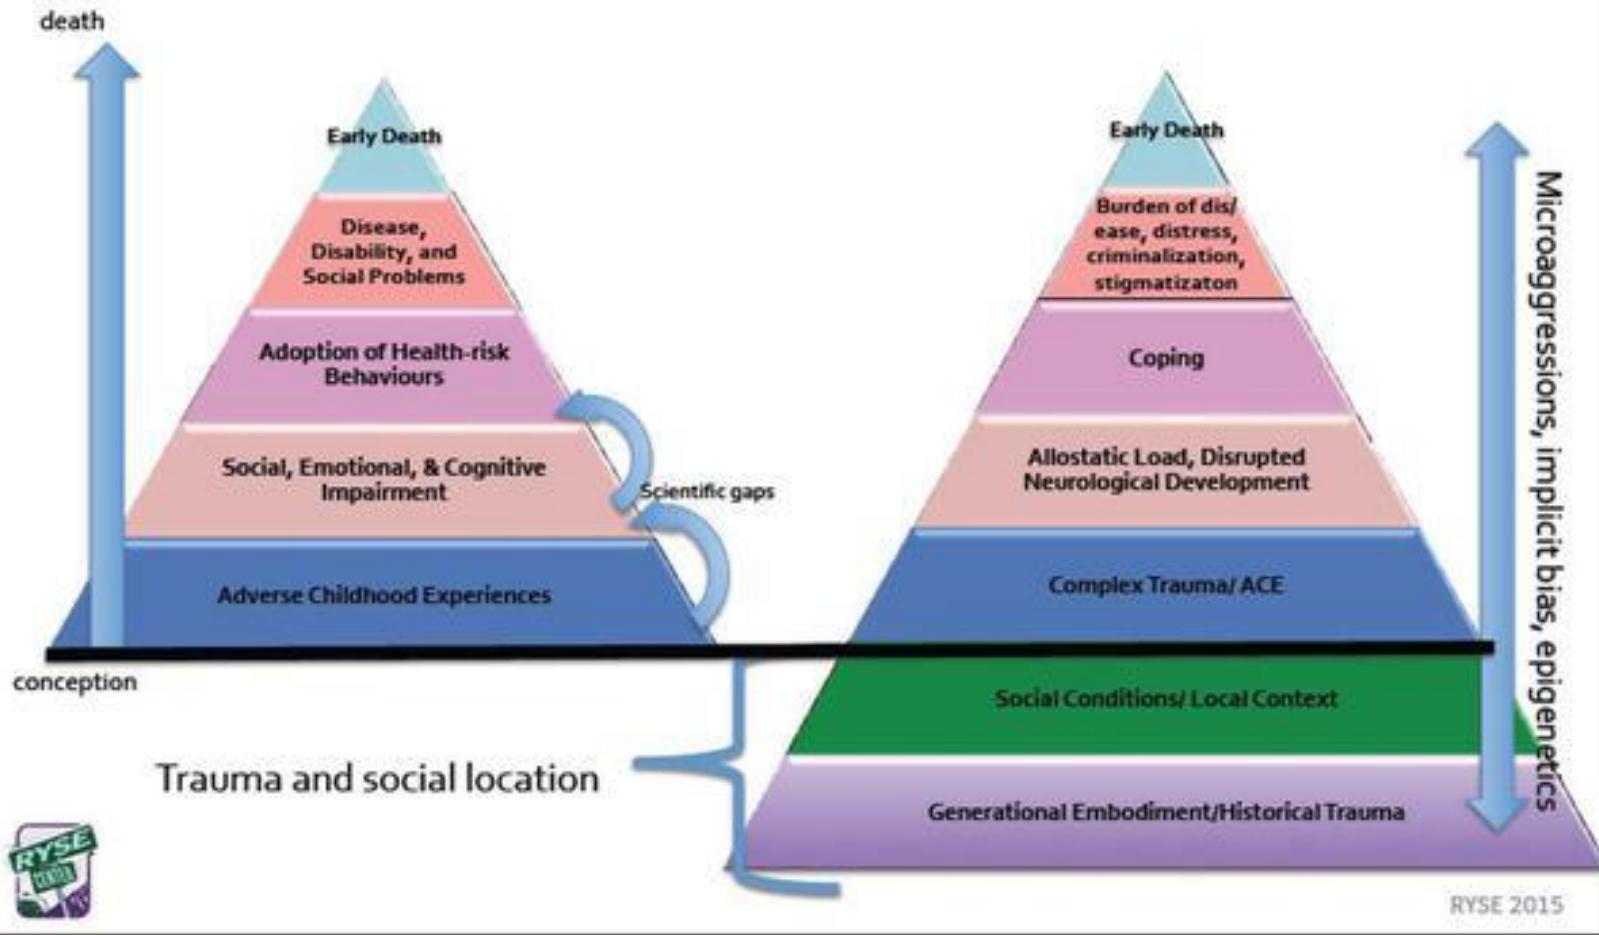 death
Early Death
Disease,
Disability, and
Social Problems
Adoption of Health-risk
Behaviours
Social, Emotional, & Cognitive
Impairment
Scientific gaps
Adverse Childhood Experiences
conception
Early Death
Burden of dis/
ease, distress,
criminalization,
stigmatizaton
Coping
Allostatic Load, Disrupted
Neurological Development
Complex Trauma/ ACE
Social Conditions/ Local Context
Generational Embodiment/Historical Trauma
Microaggressions, implicit bias, epigenetics
Trauma and social location
RYSE
CENTER
RYSE 2015